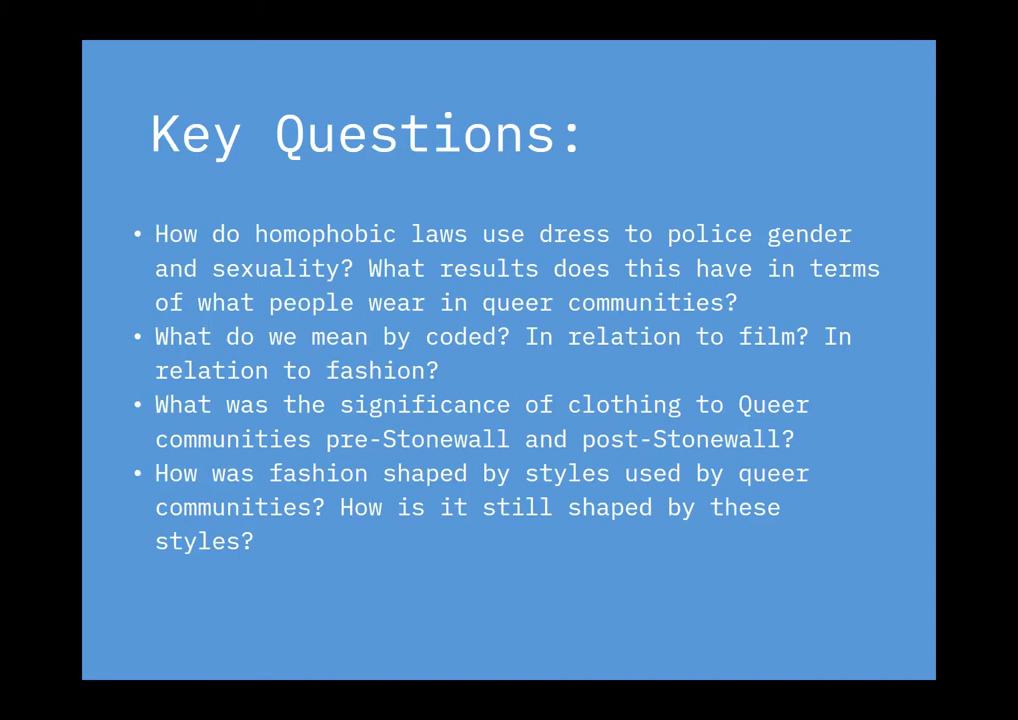 Key Questions:
• How do homophobic laws use dress to police gender
and sexuality? What results does this have in terms
of what people wear in queer communities?
• What do we mean by coded? In relation to film? In
relation to fashion?
• What was the significance of clothing to Queer
communities pre-Stonewall and post-Stonewall?
• How was fashion shaped by styles used by queer
communities? How is it still shaped by these
styles?